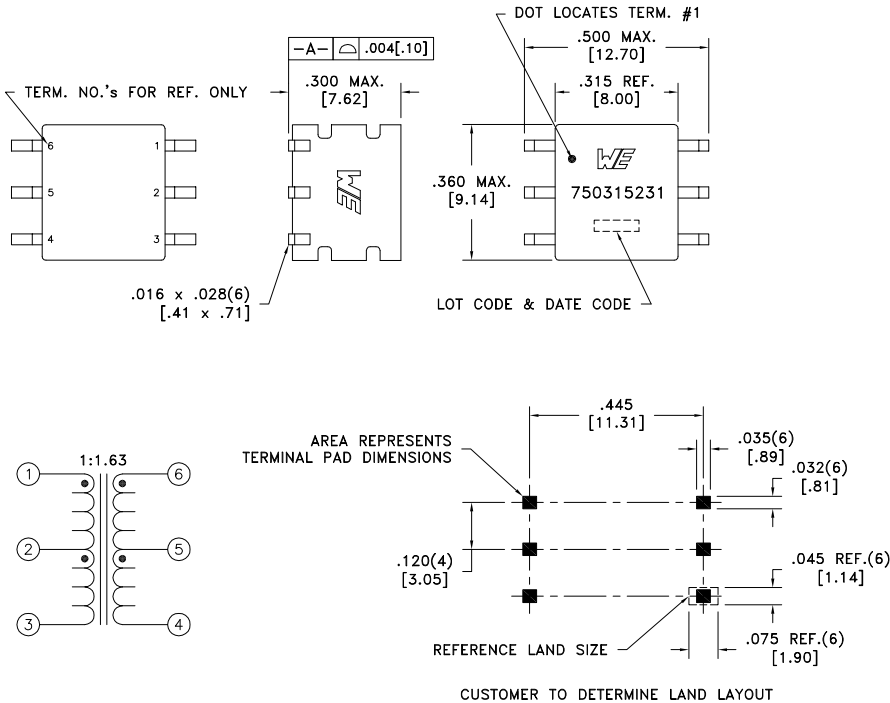 DOT LOCATES TERM. #1
.500 MAX.
[12.70]
-A- .004[.10]
.300 MAX.
[7.62]
.315 REF.
[8.00]
TERM. NO.'s FOR REF. ONLY
6 1
5 2
4 3
WE
WE
750315231
.360 MAX.
[9.14]
.016 x .028(6)
[.41 x .71]
LOT CODE & DATE CODE
.445
[11.31]
AREA REPRESENTS
TERMINAL PAD DIMENSIONS
.035(6)
[.89]
.032(6)
[.81]
1:1.63
1 6
2 5
3 4
.120(4)
[3.05]
.045 REF.(6)
[1.14]
REFERENCE LAND SIZE
.075 REF.(6)
[1.90]
CUSTOMER TO DETERMINE LAND LAYOUT